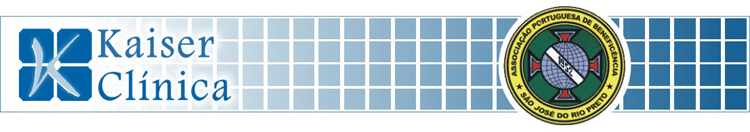 Kaiser
Clínica
ASSOCIAÇÃO PORTUGUESA DE BENEFICÊNCIA
SÃO JOSÉ DO RIO PRETO